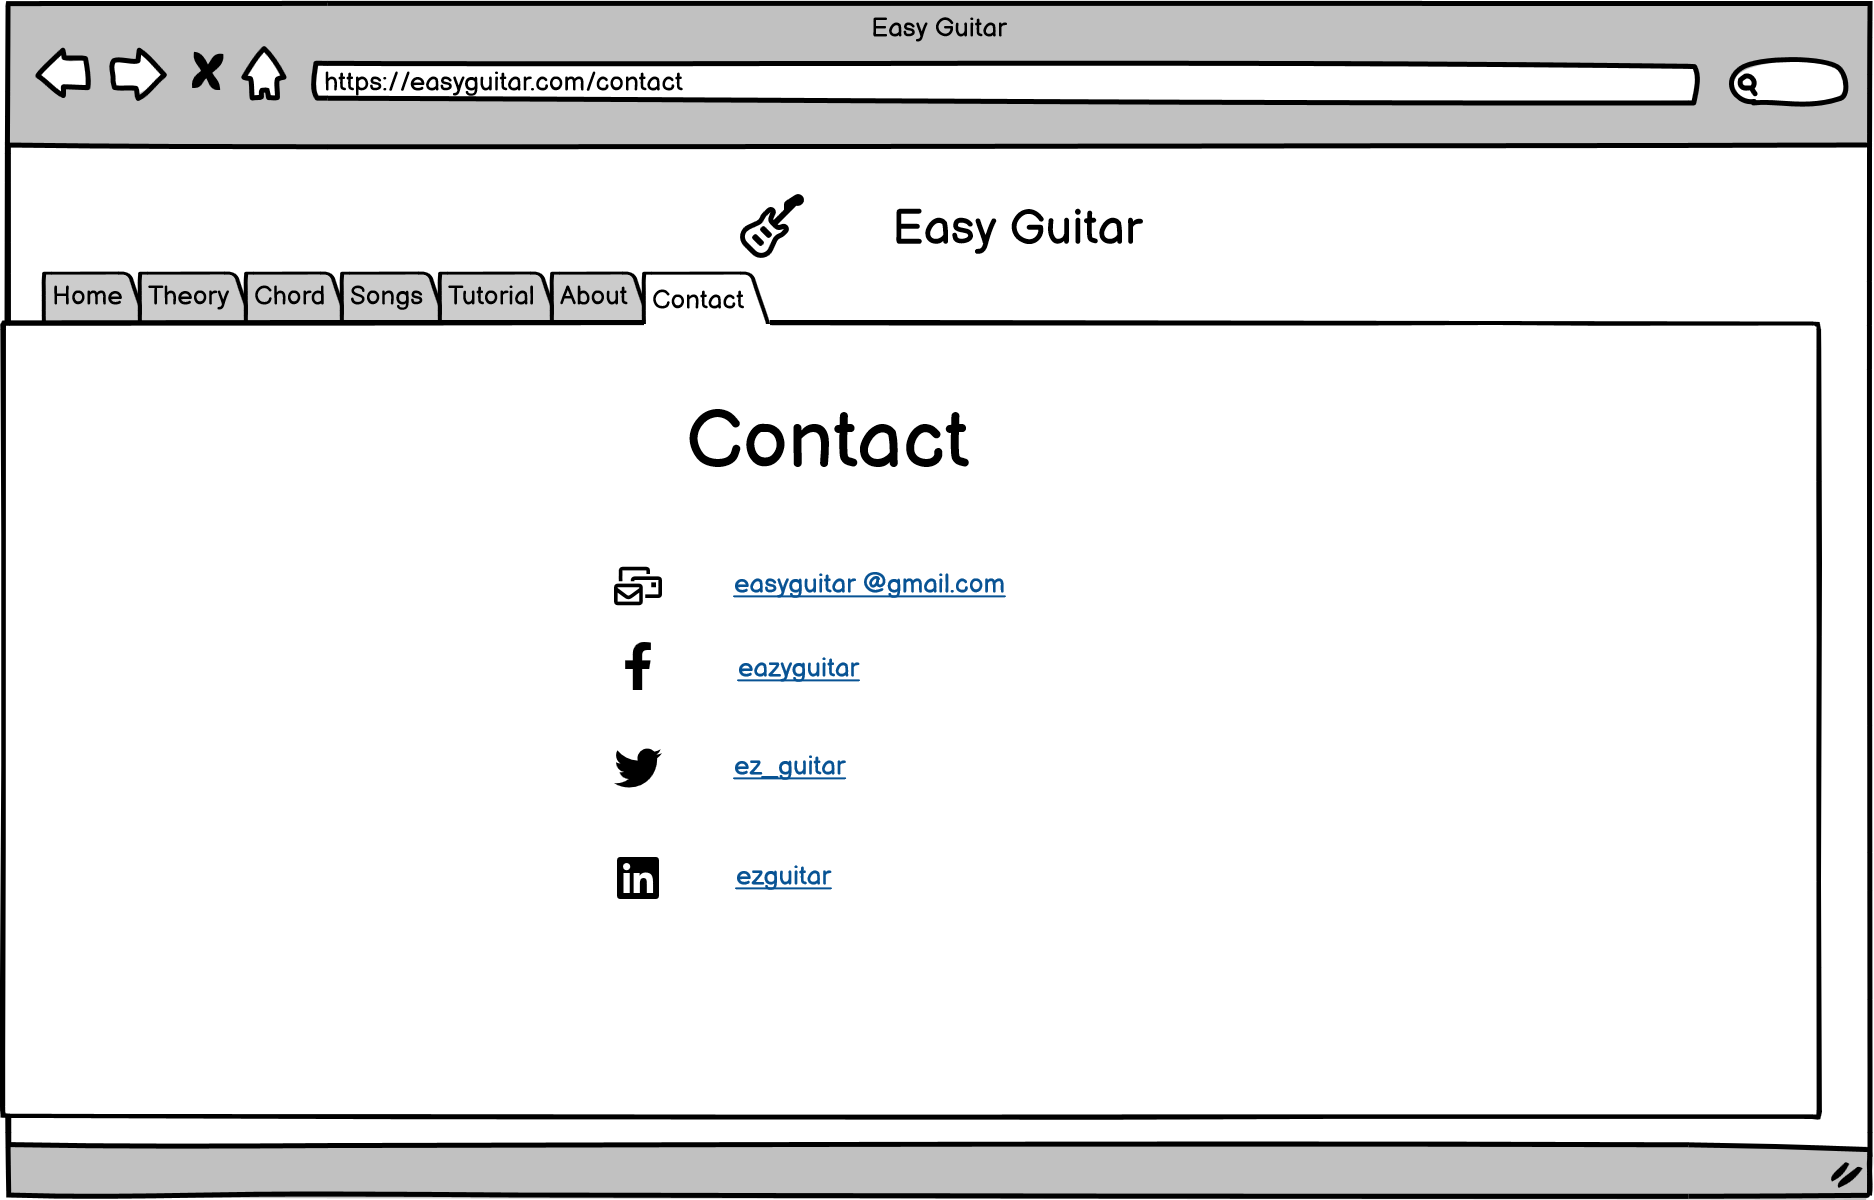 Easy Guitar
https://easyguitar.com/contact
Easy Guitar
Home Theory Chord Songs Tutorial About Contact
Contact
easyguitar @gmail.com
eazyguitar
ez_guitar
in ezguitar